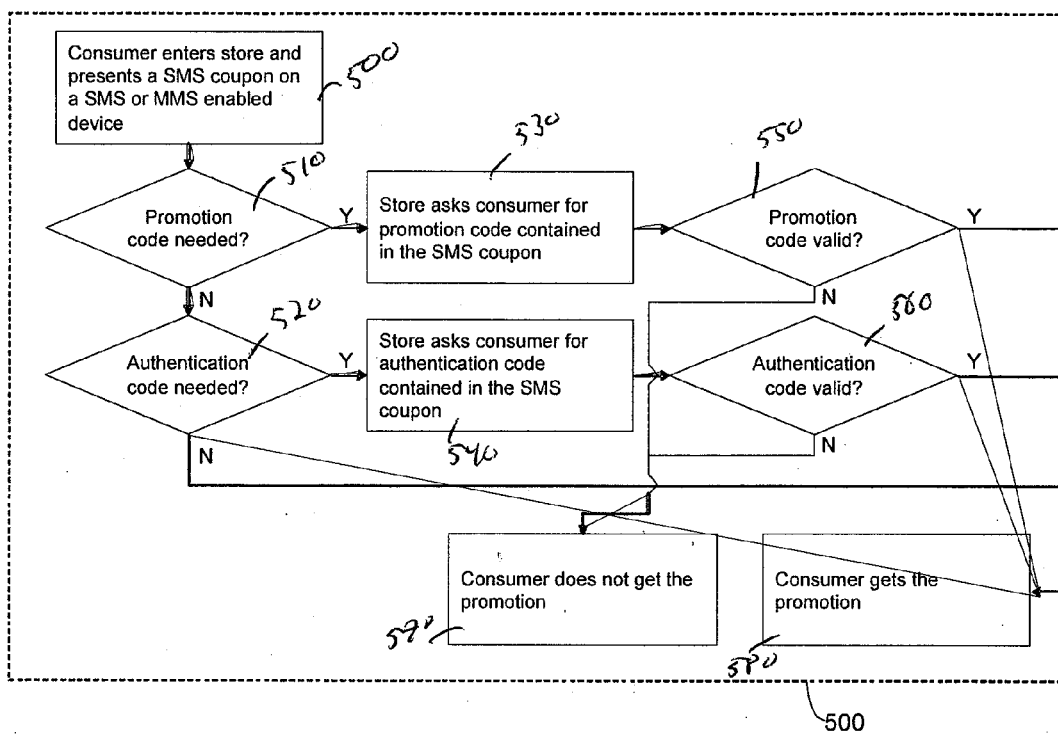 Consumer enters store and
presents a SMS coupon on
a SMS or MMS enabled
device
500
510
Promotion
code needed?
Y
530
Store asks consumer for
promotion code contained
in the SMS coupon
550
Promotion
code valid?
Y
N
N
520
Authentication
code needed?
Y
Store asks consumer for
authentication code
contained in the SMS
coupon
540
560
Authentication
code valid?
Y
N
N
Consumer does not get the
promotion
570
Consumer gets the
promotion
580
500